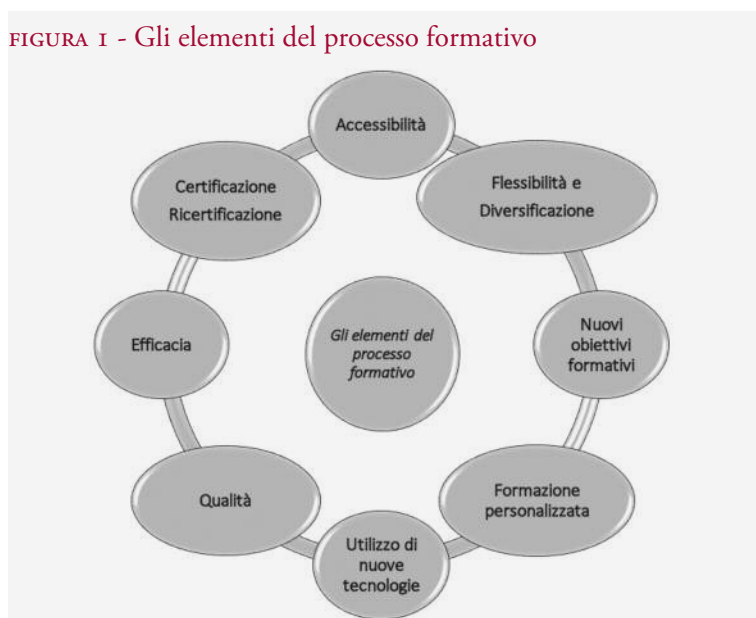 FIGURA 1 - Gli elementi del processo formativo
Accessibilità
Flessibilità e
Diversificazione
Nuovi
obiettivi
formativi
Formazione
personalizzata
Utilizzo di
nuove
tecnologie
Qualità
Efficacia
Certificazione
Ricertificazione
Gli elementi del
processo
formativo